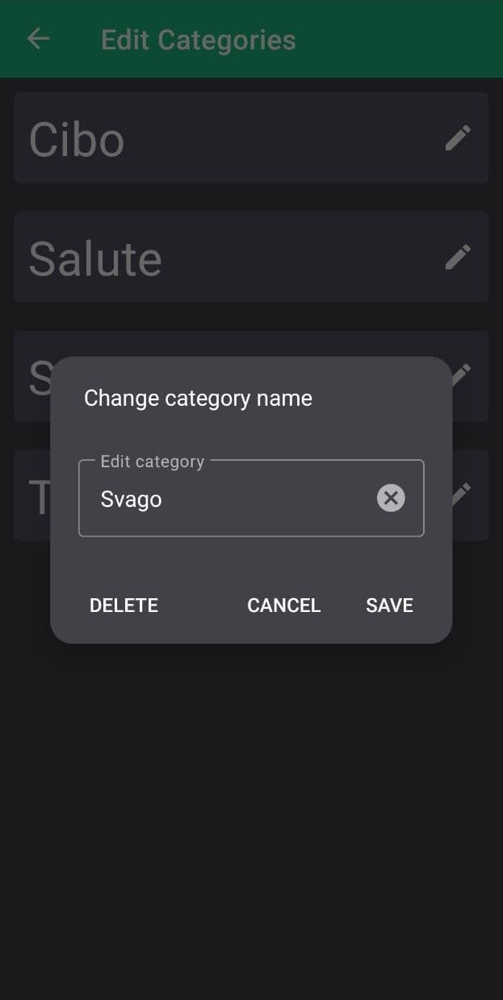 Edit Categories
Cibo
Salute
Change category name
Edit category
Svago
DELETE CANCEL SAVE